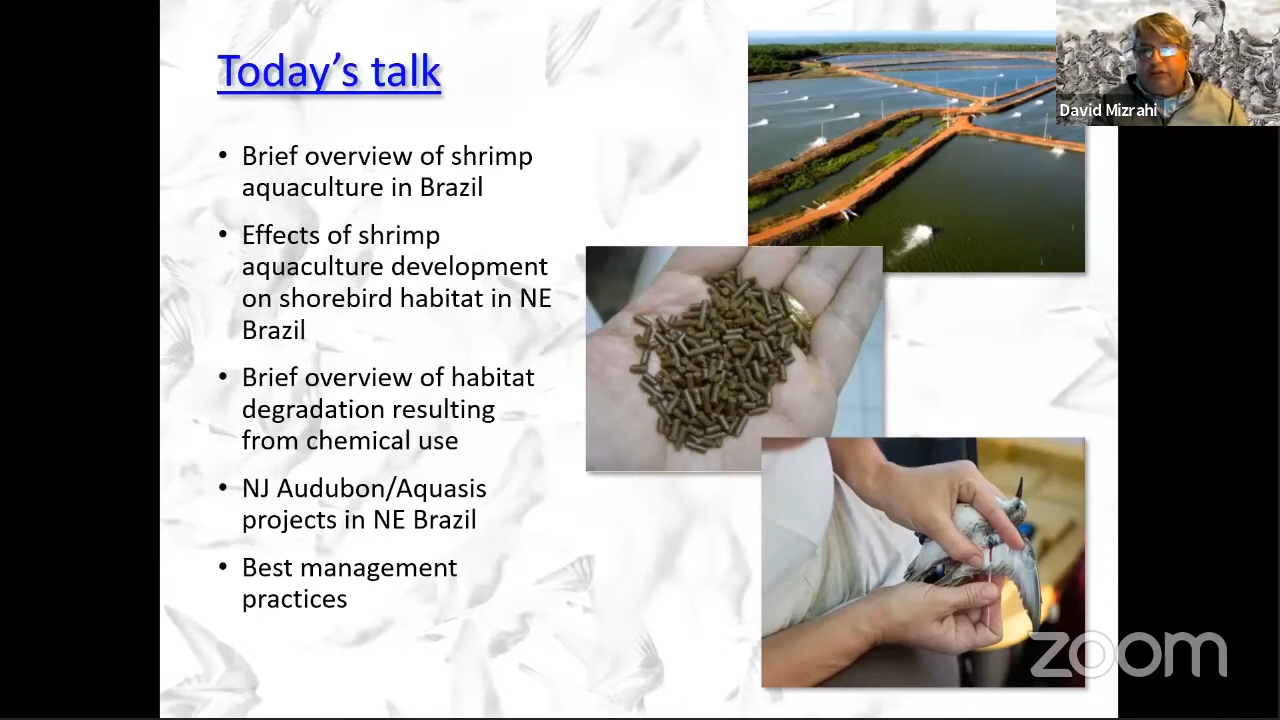 Today's talk
• Brief overview of shrimp
aquaculture in Brazil
• Effects of shrimp
aquaculture development
on shorebird habitat in NE
Brazil
• Brief overview of habitat
degradation resulting
from chemical use
• NJ Audubon/Aquasis
projects in NE Brazil
• Best management
practices
David Mizrahi
zoom